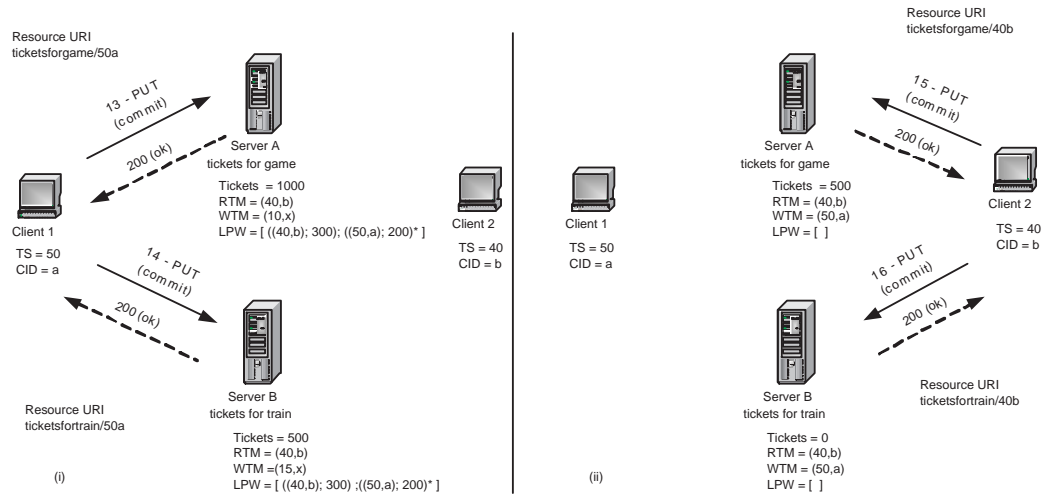 Resource URI
ticketsforgame/50a
13 - PUT
(commit)
200 (ok)
Server A
tickets for game
Tickets = 1000
RTM = (40,b)
WTM = (10,x)
LPW = [ ((40,b); 300); ((50,a); 200)* ]
Client 1
TS = 50
CID = a
Client 2
TS = 40
CID = b
14 - PUT
(commit)
200 (ok)
Server B
tickets for train
Resource URI
ticketsfortrain/50a
Tickets = 500
RTM = (40,b)
WTM =(15,x)
LPW = [ ((40,b); 300) ;((50,a); 200)* ]
(i)
Resource URI
ticketsforgame/40b
15 - PUT
(commit)
200 (ok)
Server A
tickets for game
Tickets = 500
RTM = (40,b)
WTM = (50,a)
LPW = [ ]
Client 1
TS = 50
CID = a
Client 2
TS = 40
CID = b
16 - PUT
(commit)
200 (ok)
Server B
tickets for train
Resource URI
ticketsfortrain/40b
Tickets = 0
RTM = (40,b)
WTM = (50,a)
LPW = [ ]
(ii)